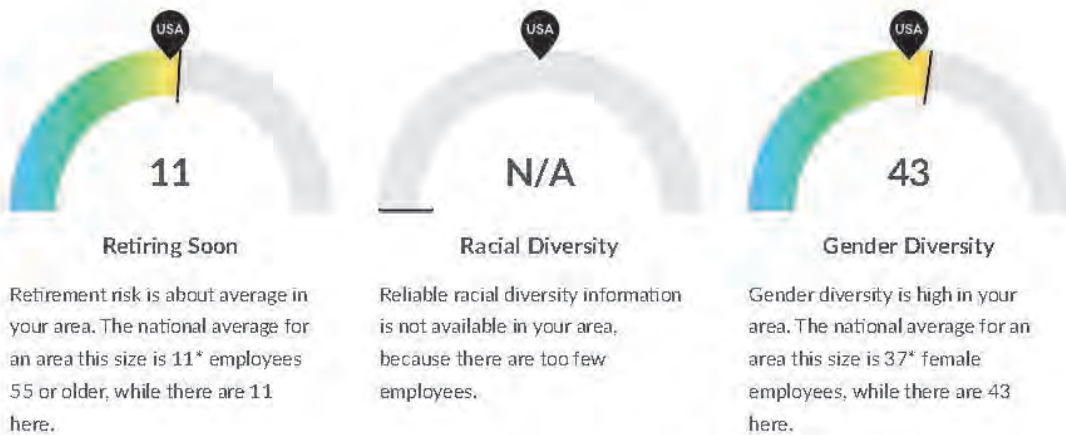 USA
11
Retiring Soon
Retirement risk is about average in
your area. The national average for
an area this size is 11* employees
55 or older, while there are 11
here.
USA
N/A
Racial Diversity
Reliable racial diversity information
is not available in your area,
because there are too few
employees.
USA
43
Gender Diversity
Gender diversity is high in your
area. The national average for an
area this size is 37* female
employees, while there are 43
here.